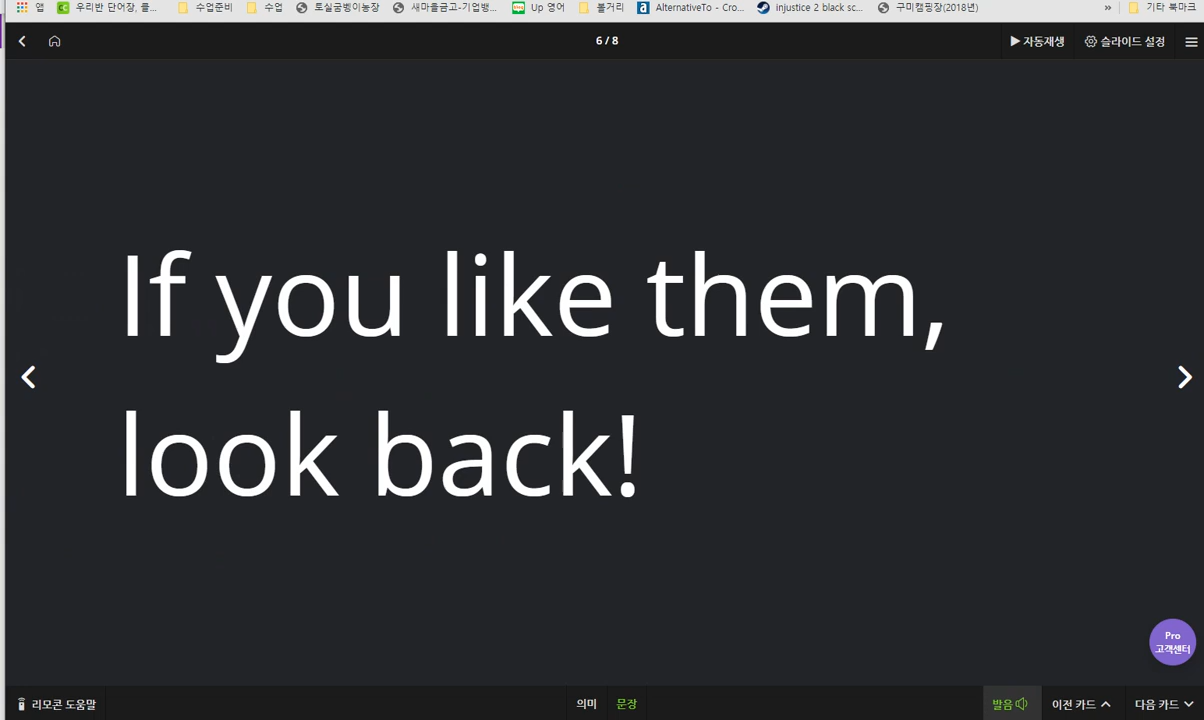 앱 우리반 단어장, 클... 수업준비 수업 토실굼벵이농장 새마을금고-기업뱅... Up 영어 볼거리 AlternativeTo - Cro... injustice 2 black sc... 구미캠핑장(2018년) » 기타 북마크
6 / 8 자동재생 슬라이드 설정
If you like them,
look back!
Pro
고객센터
리모콘 도움말 의미 문장 발음 이전 카드 다음 카드